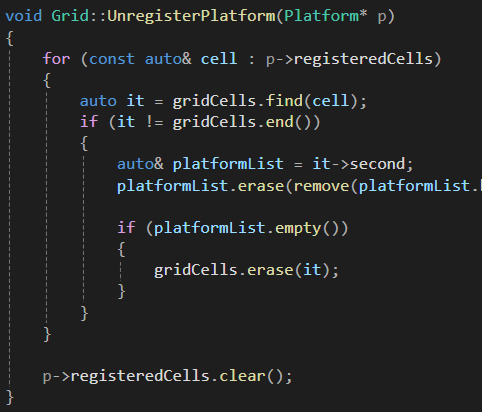 void Grid::UnregisterPlatform(Platform* p)
{
for (const auto& cell : p->registeredCells)
{
auto it = gridCells.find(cell);
if (it != gridCells.end())
{
auto& platformList = it->second;
platformList.erase(remove(platformList.
if (platformList.empty())
{
gridCells.erase(it);
}
}
}
p->registeredCells.clear();
}